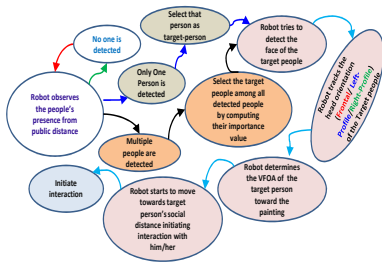 No one is
detected
Select that
person as
target-person
Robot tries to
detect the
face of the
target people
Only One
Person is
detected
Robot observes
the people's
presence from
public distance
Select the target
people among all
detected people
by computing
their importance
value
Robot tracks the
head orientation
(Frontal/ Left-
Profile/Right-Profile)
of the Target people
Multiple
people are
detected
Robot determines
the VFOA of the
target person
toward the
painting
Initiate
interaction
Robot starts to move
towards target
person's social
distance initiating
interaction with
him/her